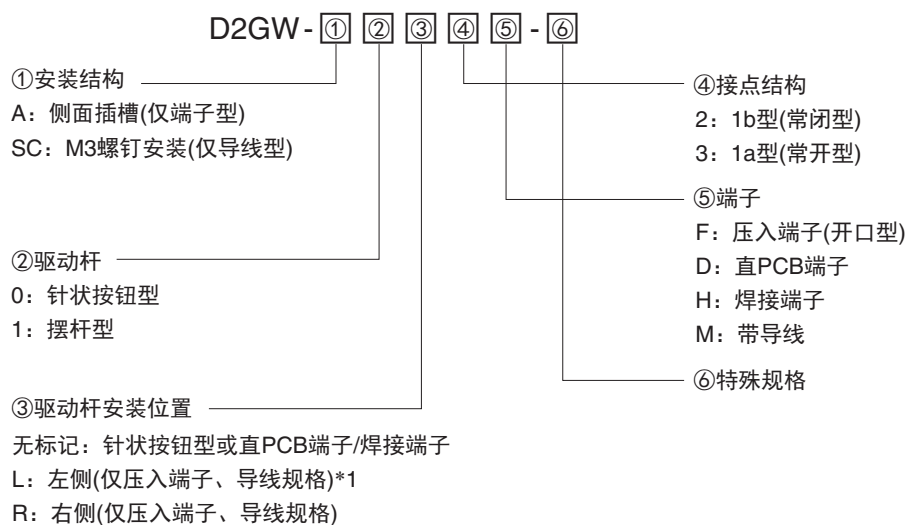 D2GW-① ② ③ ④ ⑤ - ⑥
①安装结构
A：侧面插槽(仅端子型)
SC：M3螺钉安装(仅导线型)
②驱动杆
0：针状按钮型
1：摆杆型
③驱动杆安装位置
无标记：针状按钮型或直PCB端子/焊接端子
L：左侧(仅压入端子、导线规格)*1
R：右侧(仅压入端子、导线规格)
④接点结构
2：1b型(常闭型)
3：1a型(常开型)
⑤端子
F：压入端子(开口型)
D：直PCB端子
H：焊接端子
M：带导线
⑥特殊规格